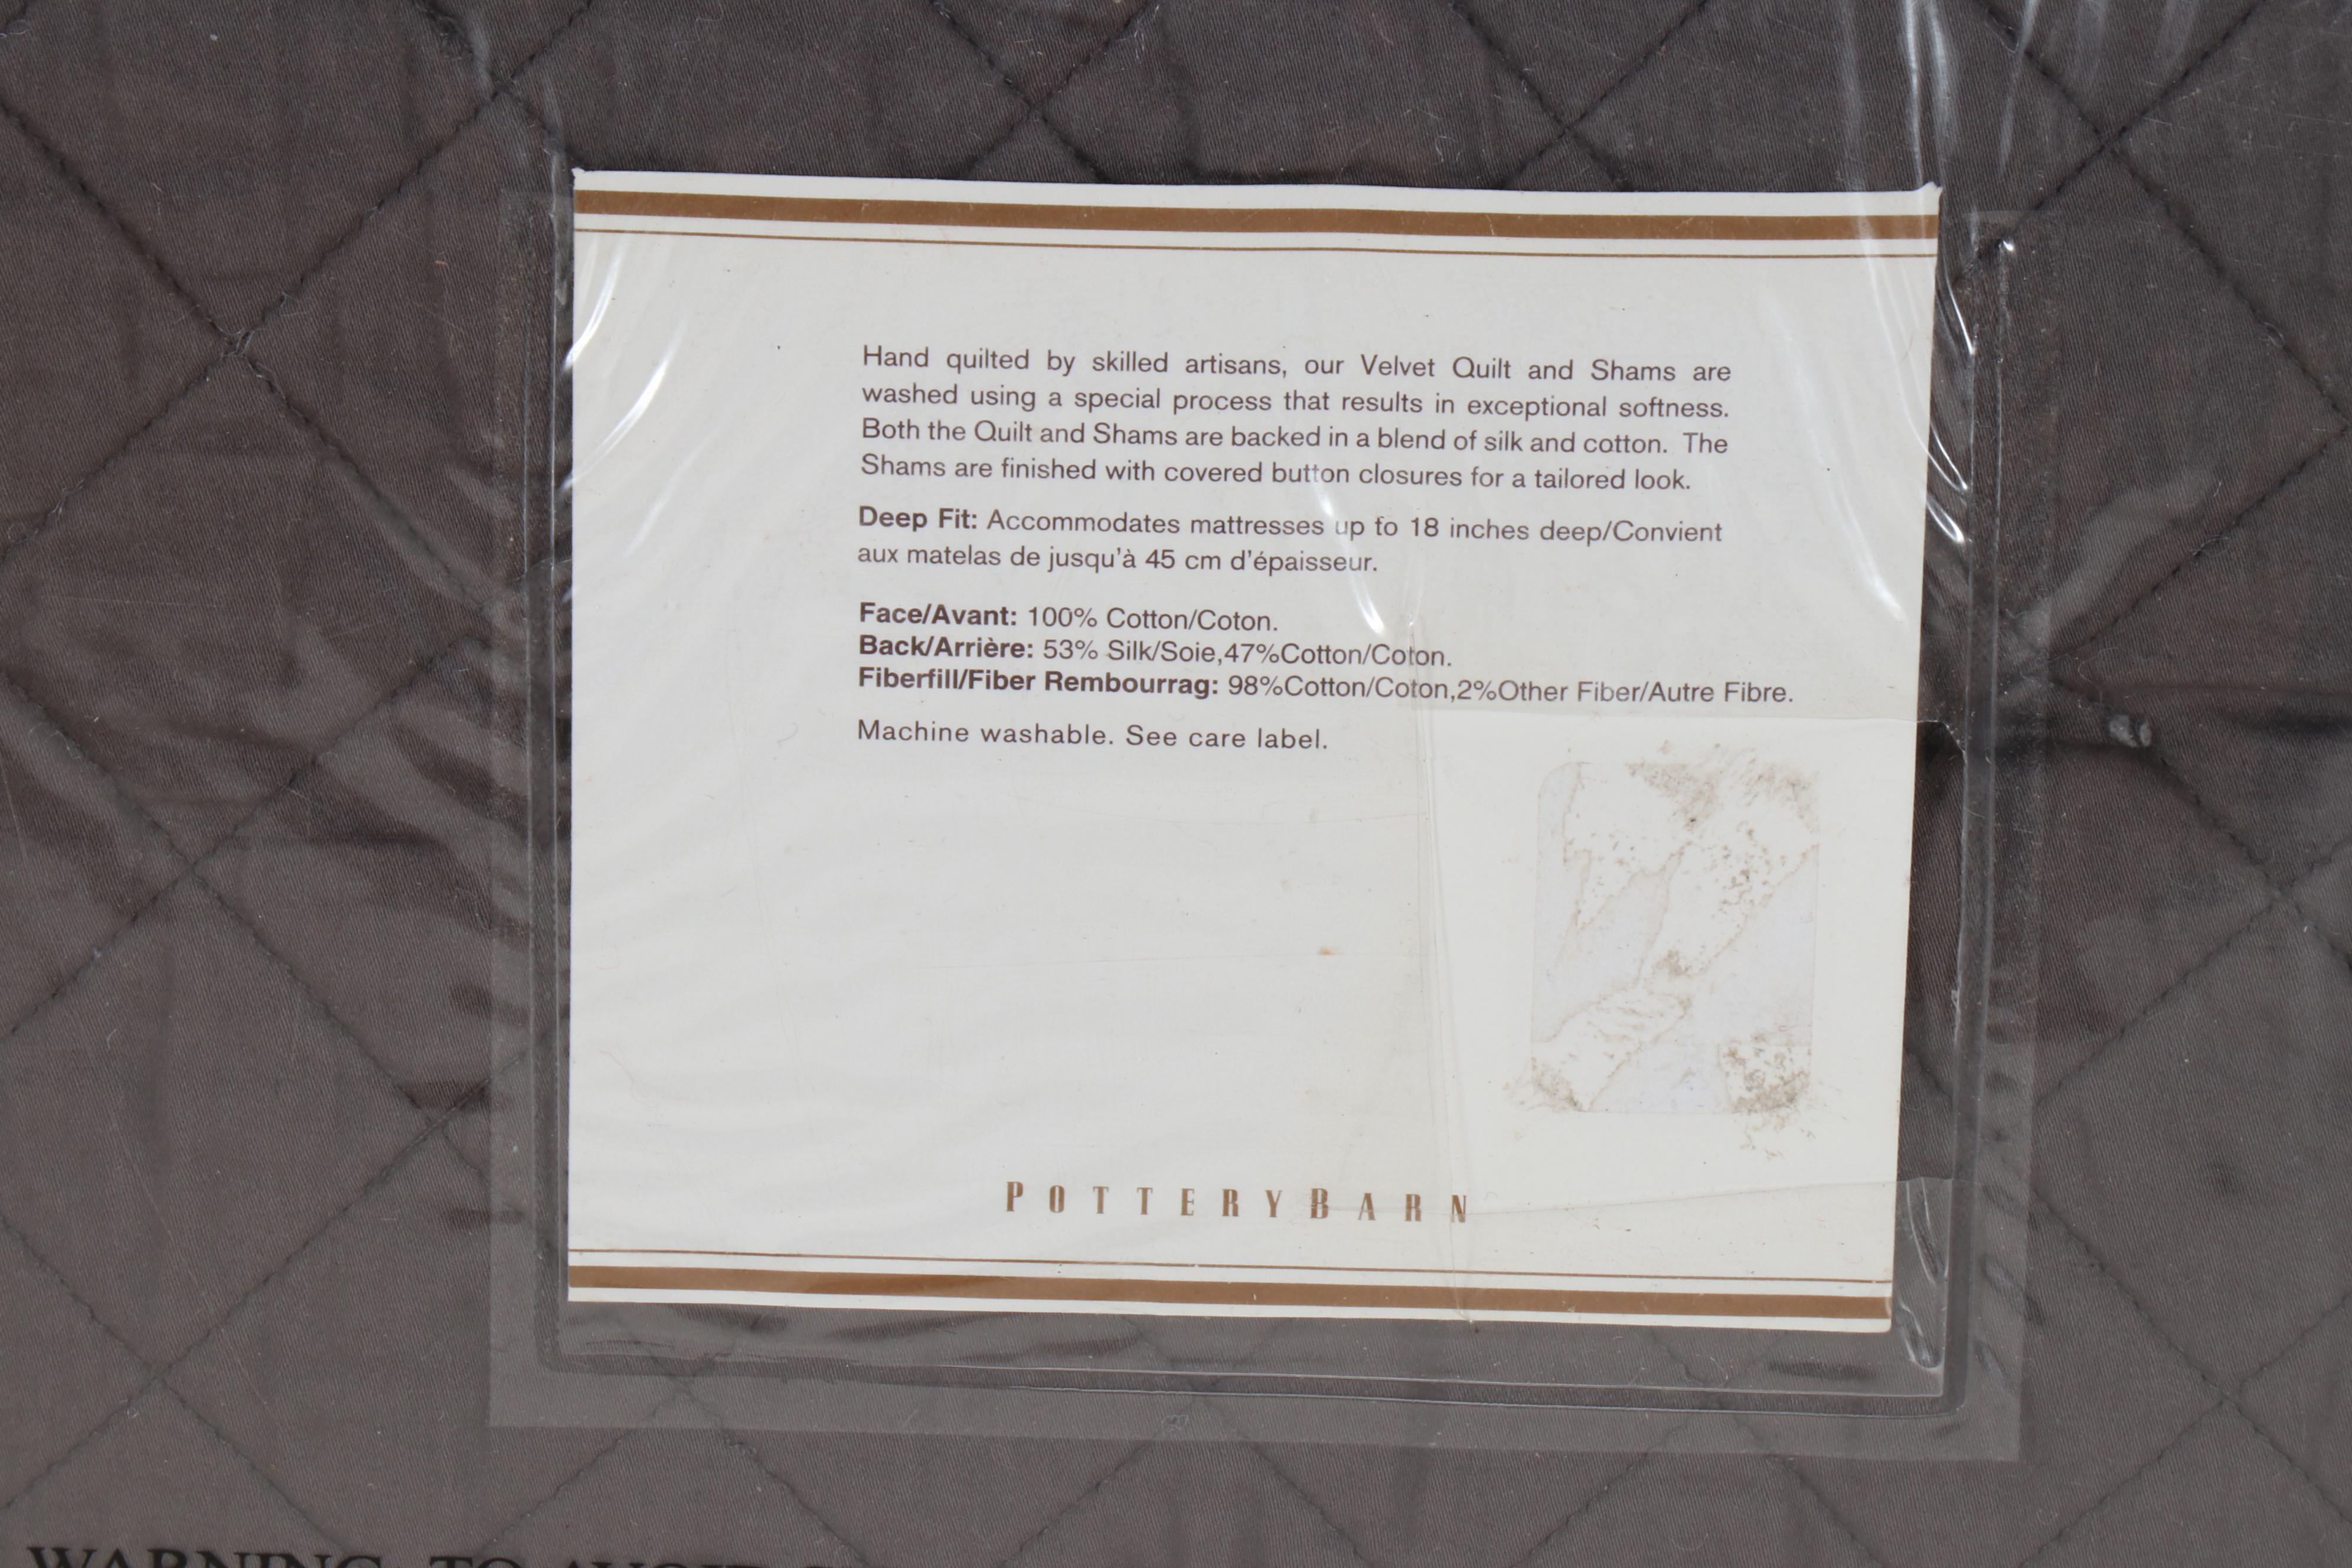 Hand quilted by skilled artisans, our Velvet Quilt and Shams are
washed using a special process that results in exceptional softness.
Both the Quilt and Shams are backed in a blend of silk and cotton. The
Shams are finished with covered button closures for a tailored look.
Deep Fit: Accommodates mattresses up to 18 inches deep/Convient
aux matelas de jusqu'à 45 cm d'épaisseur.
Face/Avant: 100% Cotton/Coton.
Back/Arrière: 53% Silk/Soie,47%Cotton/Coton.
Fiberfill/Fiber Rembourrag: 98%Cotton/Coton,2%Other Fiber/Autre Fibre.
Machine washable. See care label.
POTTERYBARN
WARNING: TO AVOID